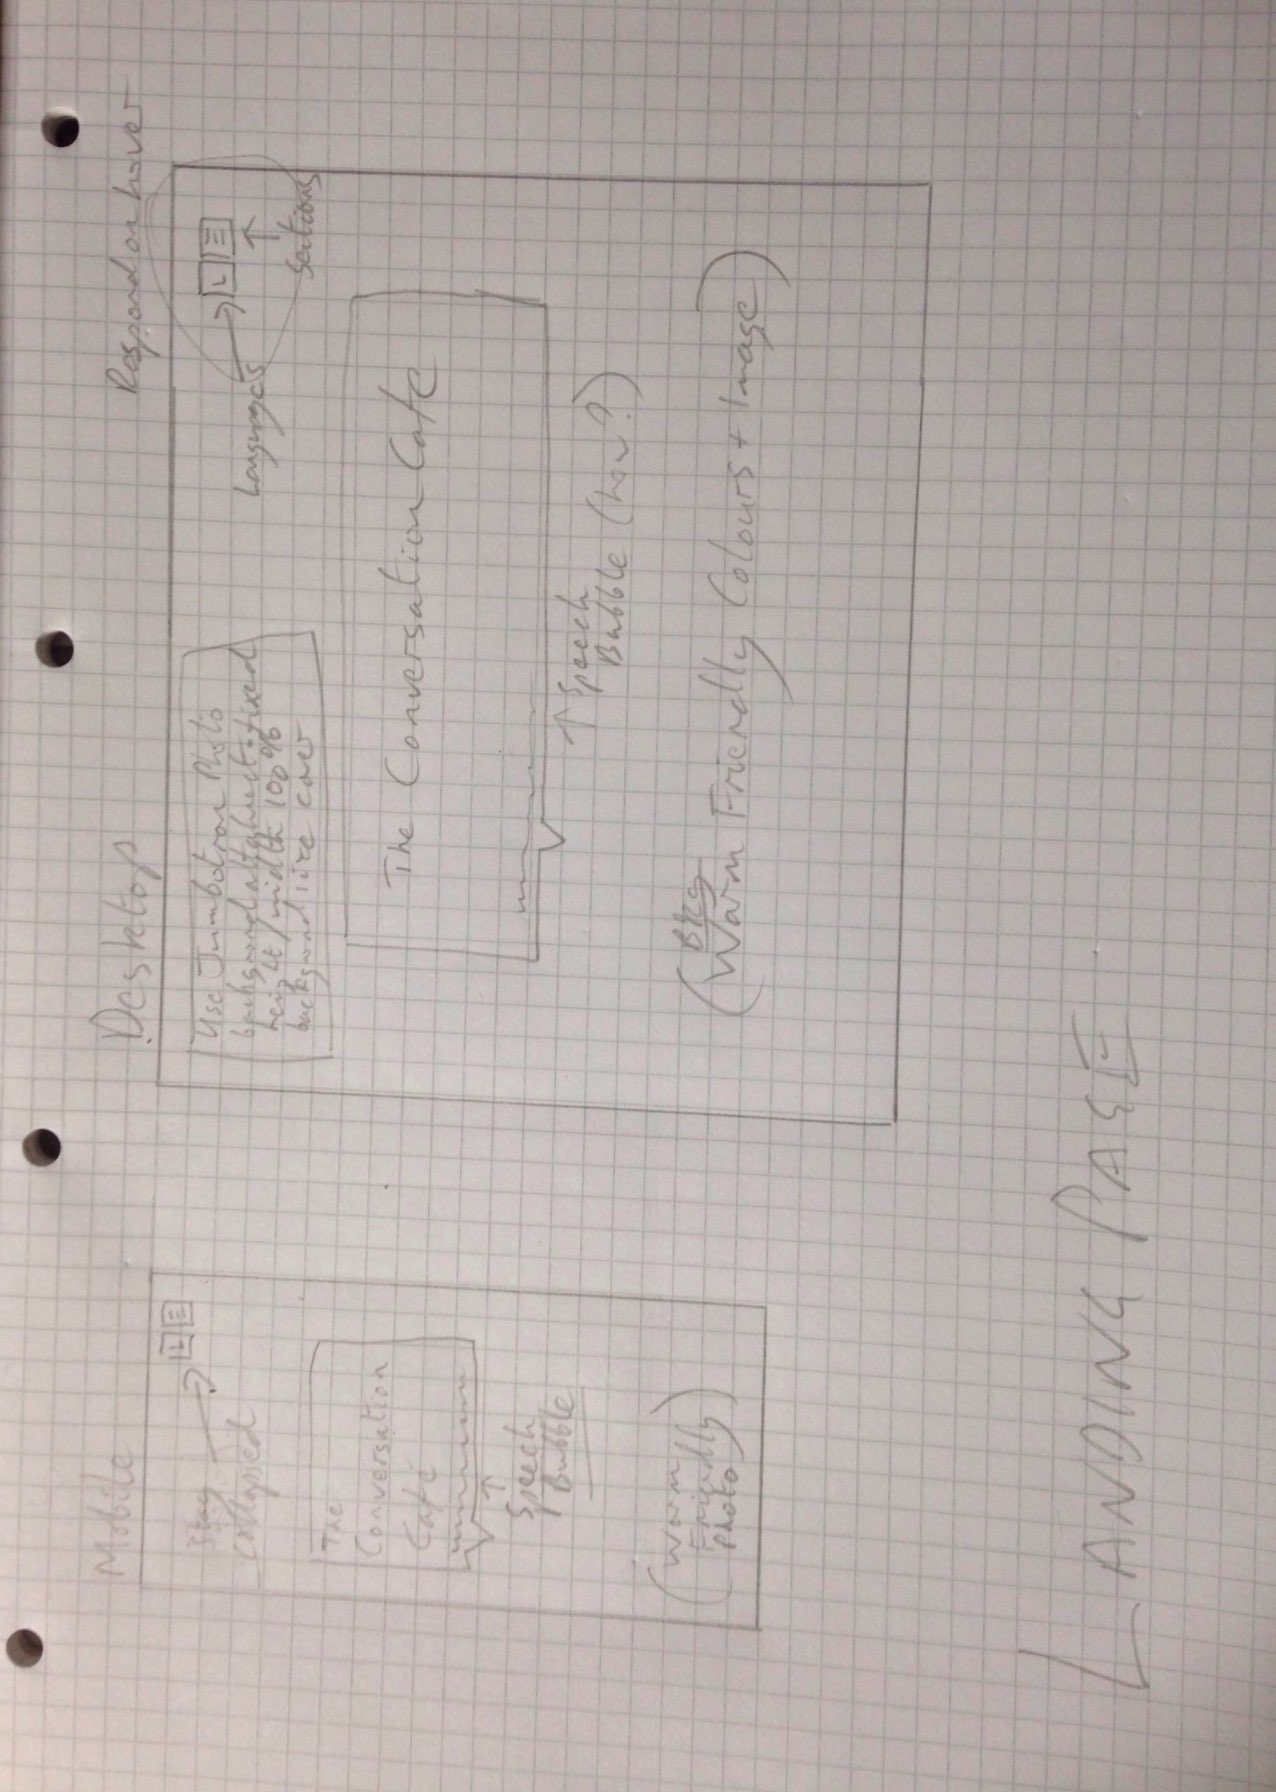 Mobile
Stay
Collapsed
L
The
Conversation
Cafe
Speech
Bubble
(Warm
Friendly
Photo)
Desktop
Respond on hover
Use Jumbotron Photo
background attachment: fixed
height/width 100%
background size cover
Languages
L
Sections
The Conversation Cafe
Speech
Bubble (how?)
Bkg
(Warm Friendly Colours + Image)
LANDING PAGE